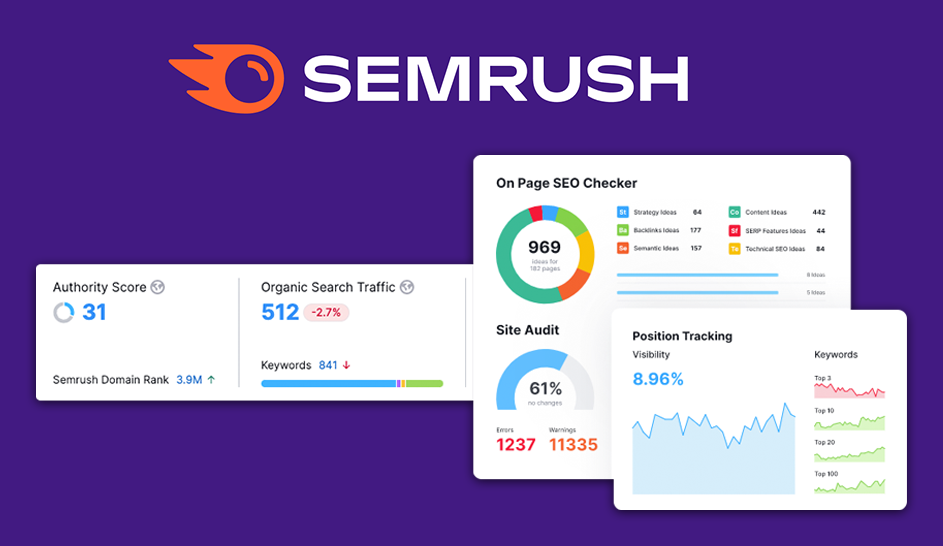 SEMRUSH
On Page SEO Checker
969
Ideas for
182 pages
St Strategy Ideas 64
Ba Backlinks Ideas 177
Se Semantic Ideas 157
Co Content Ideas 442
Sf SERP Features Ideas 44
Te Technical SEO Ideas 84
8 Ideas
5 Ideas
Authority Score
31
Semrush Domain Rank 3.9M ↑
Organic Search Traffic
512 -2.7%
Keywords 841 ↓
Site Audit
61%
no changes
Errors
1237
Warnings
11335
Position Tracking
Visibility
8.96%
Keywords
Top 3
Top 10
Top 20
Top 100